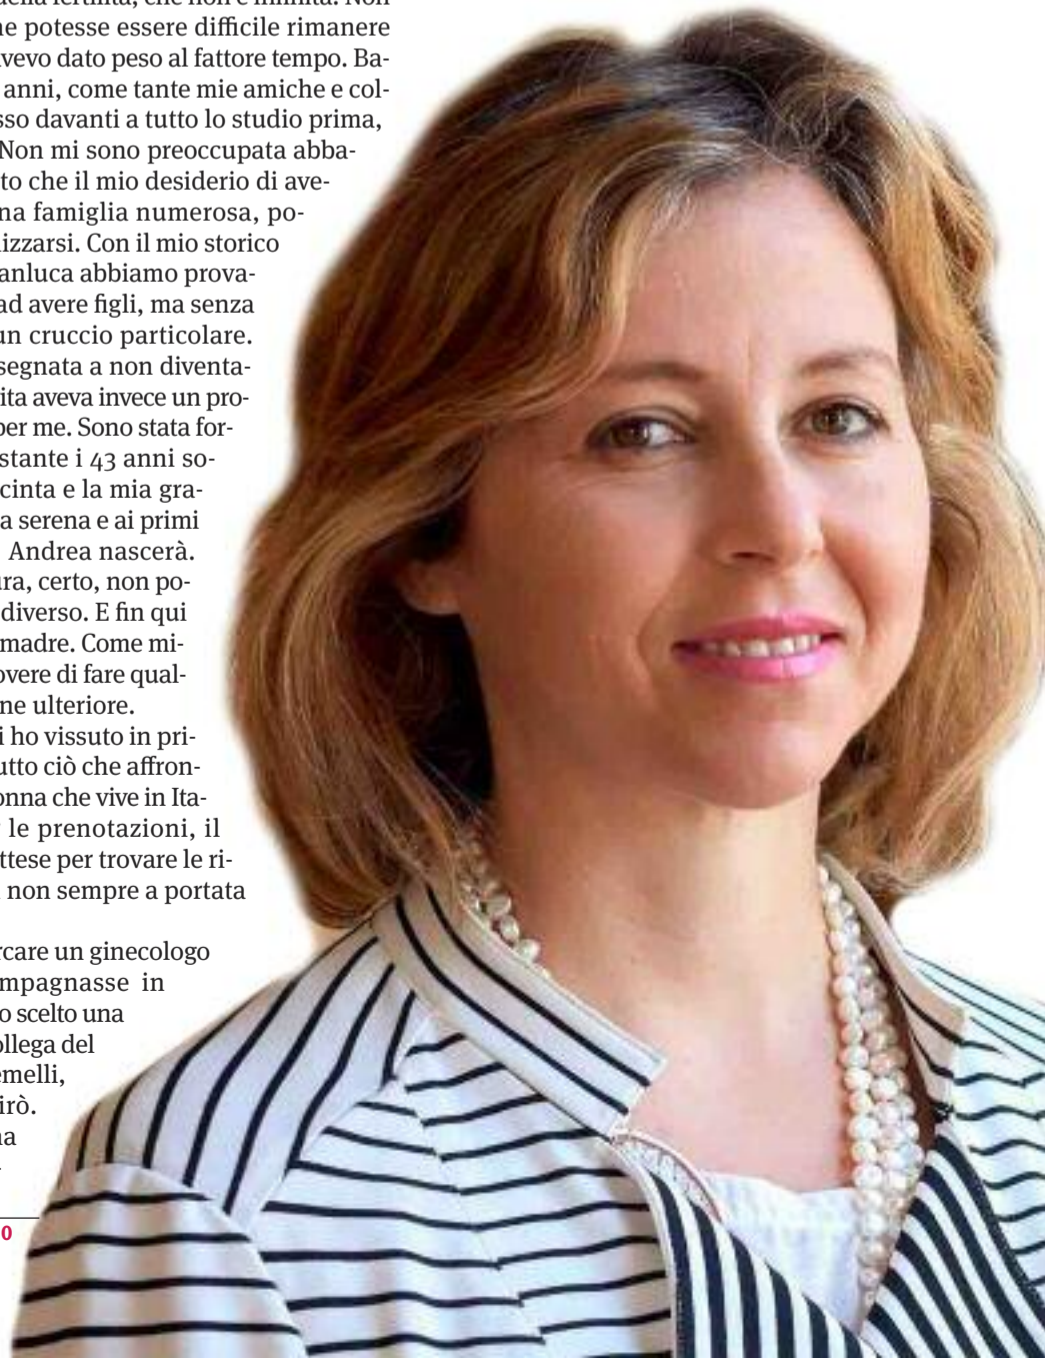 della fertilità, che non è infinita. Non
ne potesse essere difficile rimanere
vevo dato peso al fattore tempo. Ba-
anni, come tante mie amiche e col-
sso davanti a tutto lo studio prima,
Non mi sono preoccupata abba-
to che il mio desiderio di ave-
na famiglia numerosa, po-
izzarsi. Con il mio storico
anluca abbiamo prova-
ad avere figli, ma senza
un cruccio particolare.
segnata a non diventa-
ita aveva invece un pro-
per me. Sono stata for-
stante i 43 anni so-
cinta e la mia gra-
a serena e ai primi
Andrea nascerà.
ura, certo, non po-
diverso. E fin qui
madre. Come mi-
overe di fare qual-
ne ulteriore.
i ho vissuto in pri-
utto ciò che affron-
onna che vive in Ita-
le prenotazioni, il
ttese per trovare le ri-
non sempre a portata
rcare un ginecologo
mpagnasse in
o scelto una
ollega del
emelli,
irò.
na
0